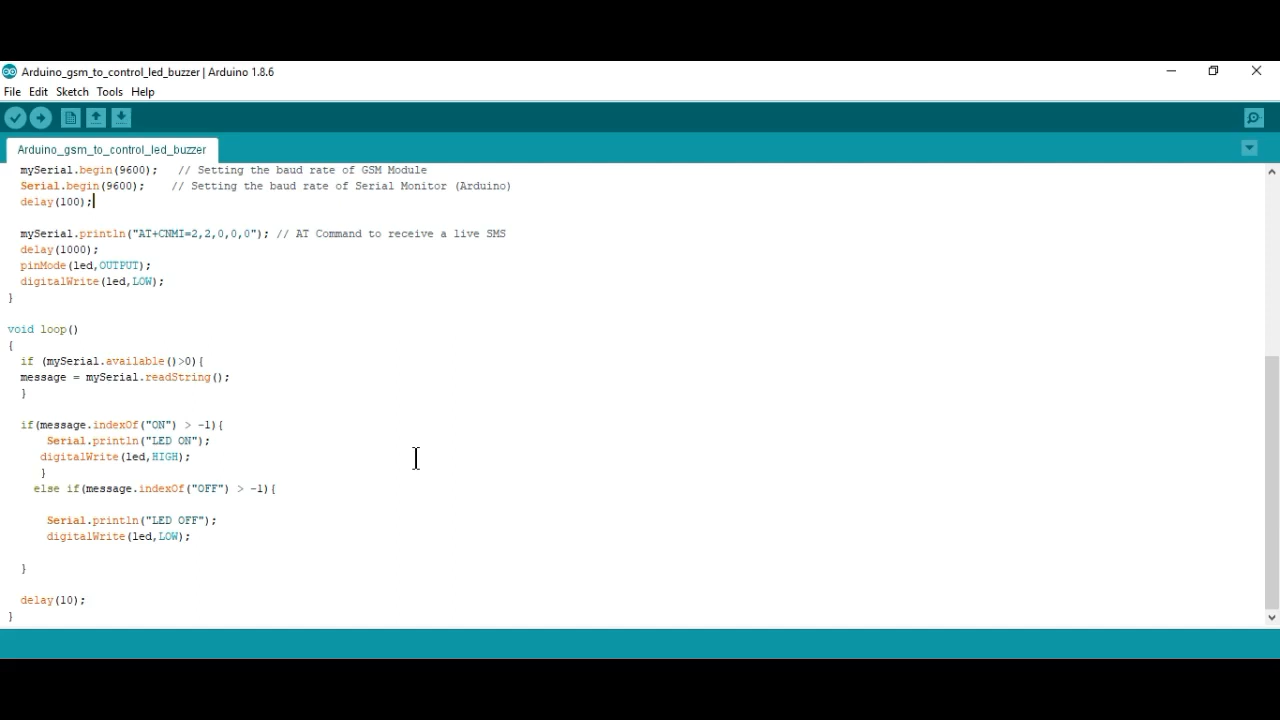 Arduino_gsm_to_control_led_buzzer | Arduino 1.8.6
File Edit Sketch Tools Help
Arduino_gsm_to_control_led_buzzer
mySerial.begin(9600);   // Setting the baud rate of GSM Module
Serial.begin(9600);    // Setting the baud rate of Serial Monitor (Arduino)
delay(100);
mySerial.println("AT+CNMI=2,2,0,0,0"); // AT Command to receive a live SMS
delay(1000);
pinMode(led,OUTPUT);
digitalWrite(led,LOW);
}
void loop()
{
if (mySerial.available()>0){
message = mySerial.readString();
}
if(message.indexOf("ON") > -1){
Serial.println("LED ON");
digitalWrite(led,HIGH);
}
else if(message.indexOf("OFF") > -1){
Serial.println("LED OFF");
digitalWrite(led,LOW);
}
delay(10);
}